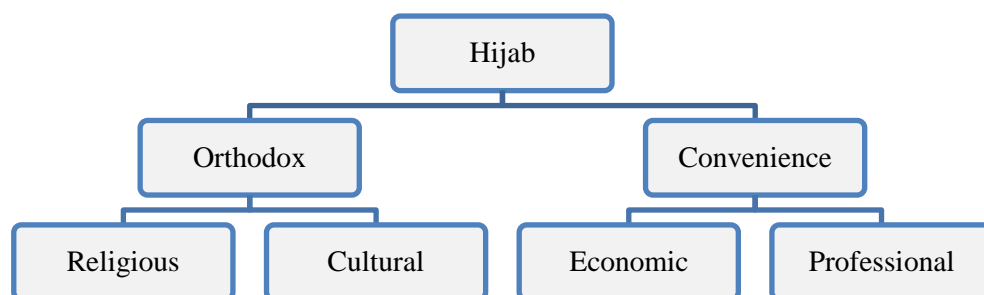 Hijab
Orthodox
Convenience
Religious
Cultural
Economic
Professional